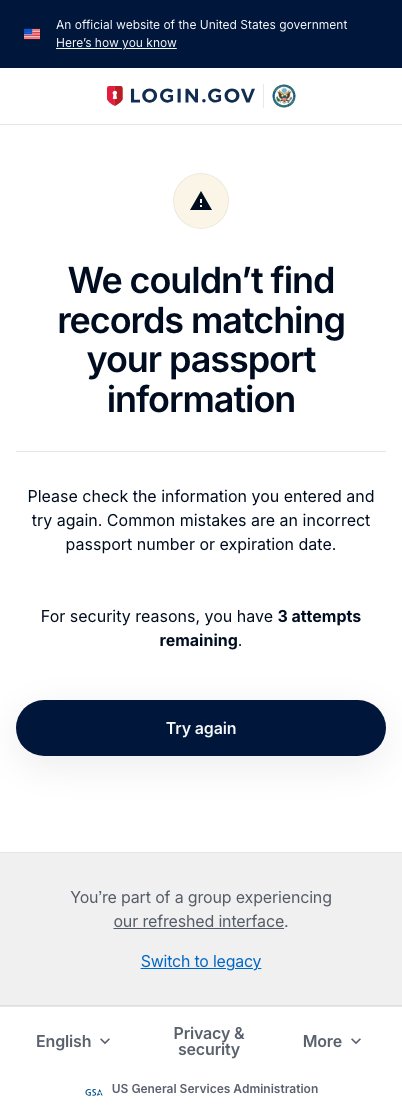 An official website of the United States government
Here’s how you know
LOGIN.GOV
We couldn’t find
records matching
your passport
information
Please check the information you entered and
try again. Common mistakes are an incorrect
passport number or expiration date.
For security reasons, you have 3 attempts
remaining.
Try again
You’re part of a group experiencing
our refreshed interface.
Switch to legacy
English
Privacy &
security
More
GSA US General Services Administration